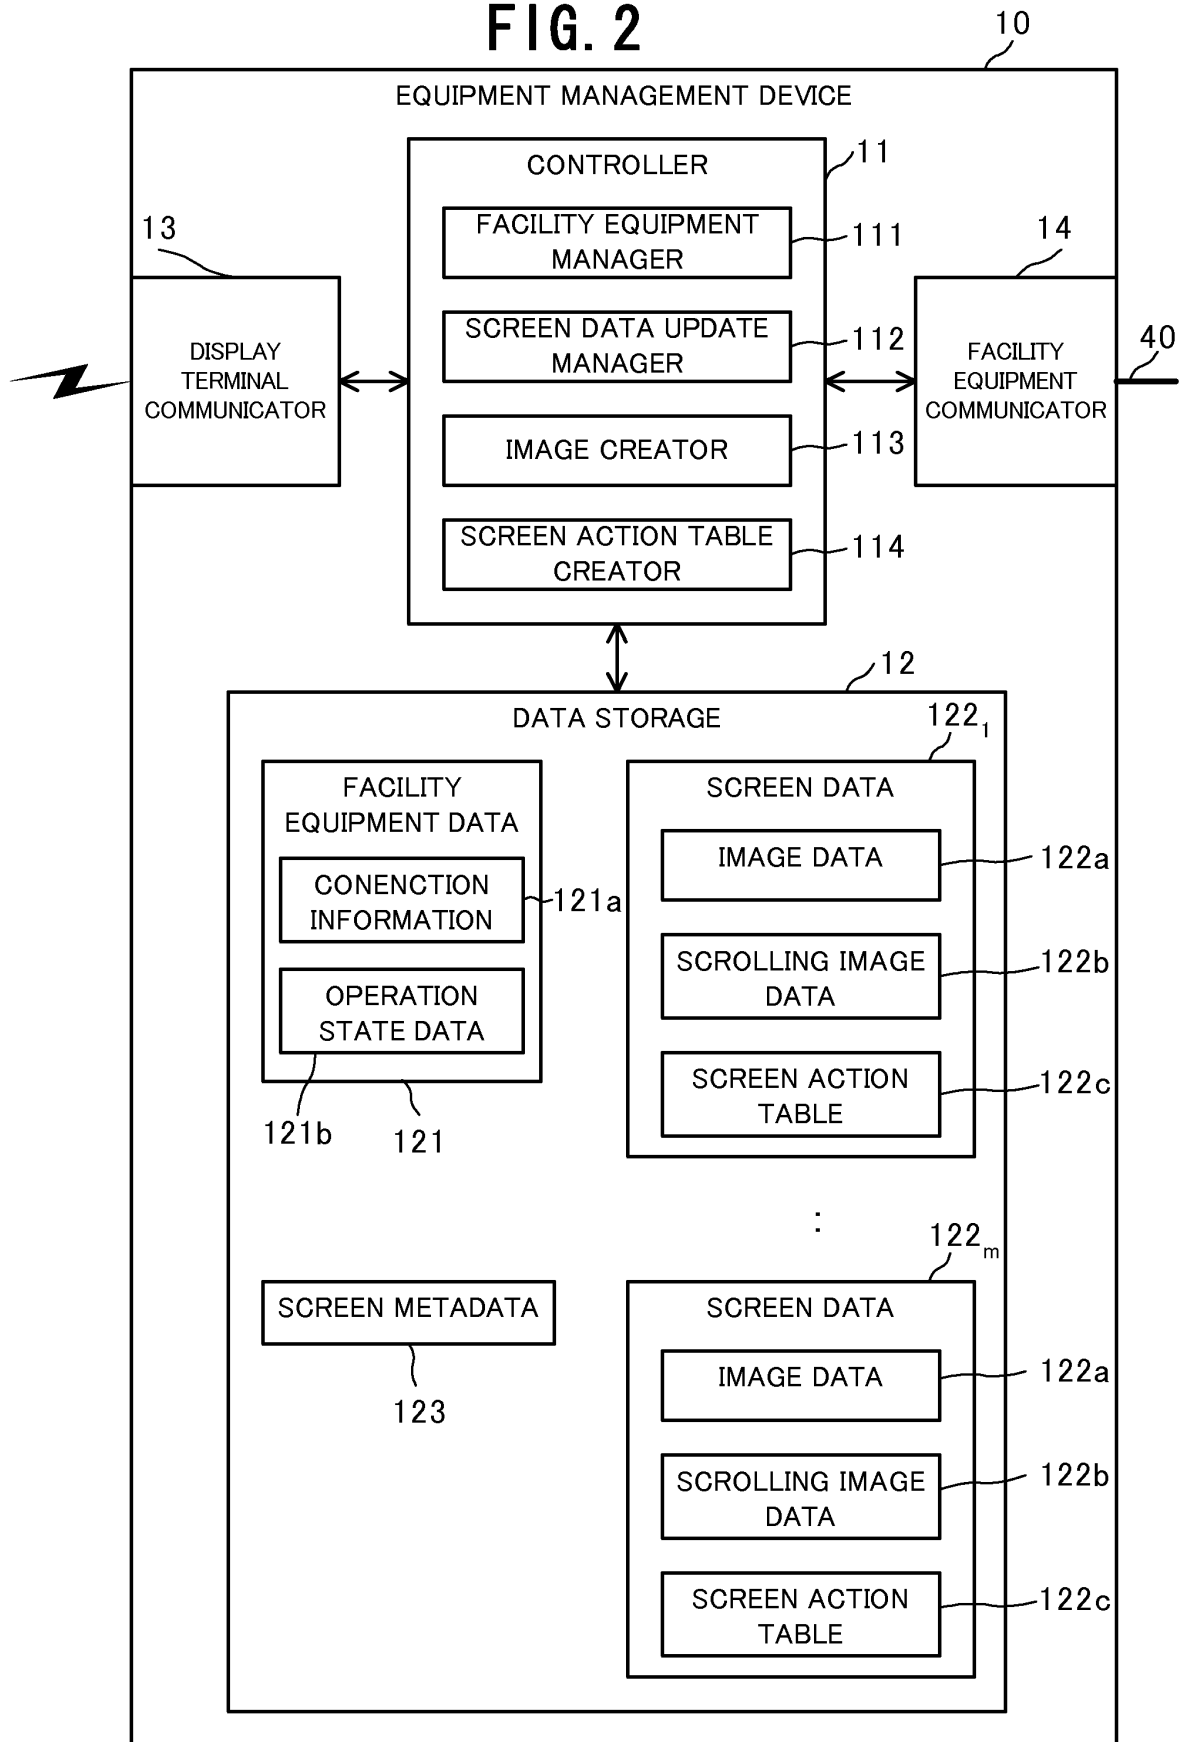 FIG. 2
10
EQUIPMENT MANAGEMENT DEVICE
11
CONTROLLER
FACILITY EQUIPMENT
MANAGER
111
SCREEN DATA UPDATE
MANAGER
112
IMAGE CREATOR
113
SCREEN ACTION TABLE
CREATOR
114
13
DISPLAY
TERMINAL
COMMUNICATOR
14
FACILITY
EQUIPMENT
COMMUNICATOR
40
12
DATA STORAGE
FACILITY
EQUIPMENT DATA
CONENCTION
INFORMATION
121a
OPERATION
STATE DATA
121b
121
122₁
SCREEN DATA
IMAGE DATA
122a
SCROLLING IMAGE
DATA
122b
SCREEN ACTION
TABLE
122c
:
SCREEN METADATA
123
122ₘ
SCREEN DATA
IMAGE DATA
122a
SCROLLING IMAGE
DATA
122b
SCREEN ACTION
TABLE
122c